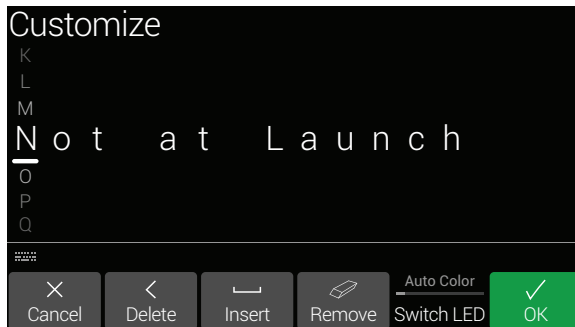 Customize
K
L
M
Not at Launch
O
P
Q
Auto Color
Cancel Delete Insert Remove Switch LED OK